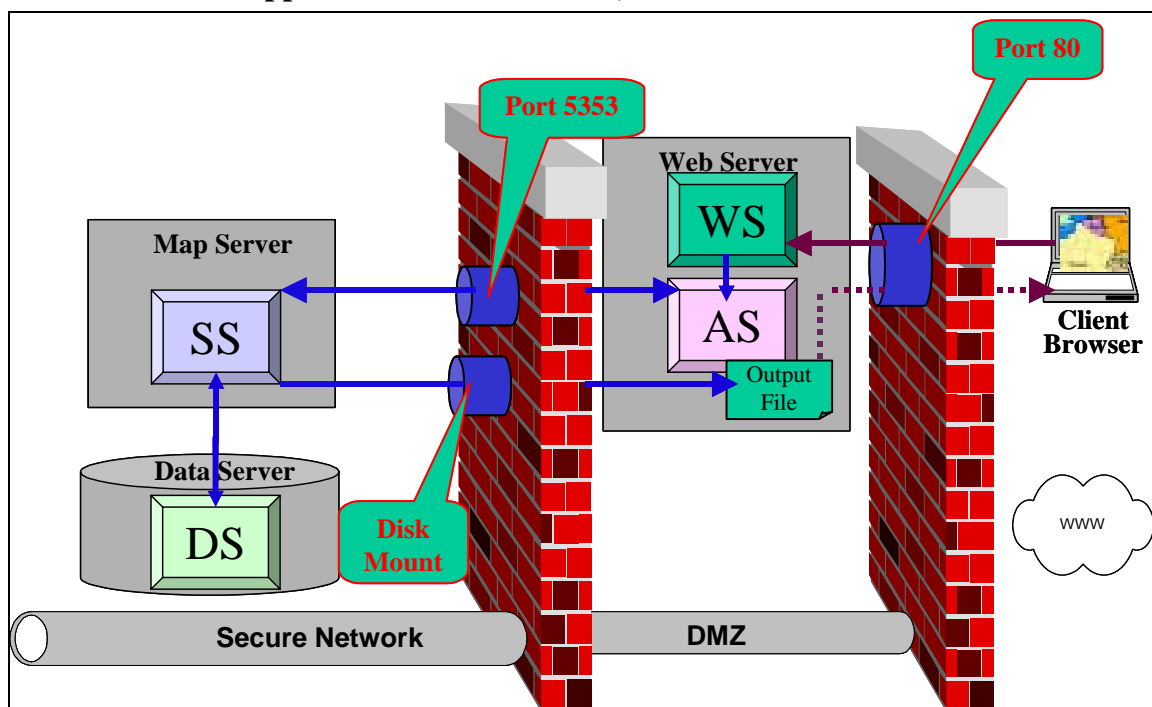 Port 80
Port 5353
Web Server
WS
Map Server
SS
AS
Client
Browser
Output
File
Data Server
DS
Disk
Mount
www
Secure Network
DMZ